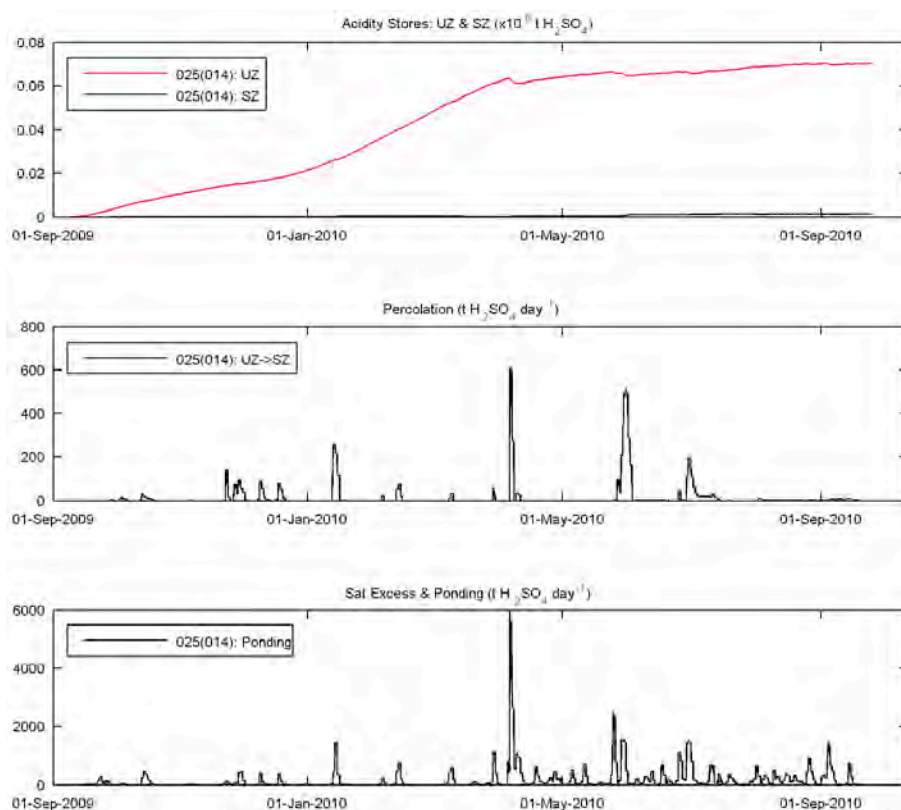 Acidity Stores: UZ & SZ (x10⁶ t H₂SO₄)
0.08
0.06
0.04
0.02
0
025(014): UZ
025(014): SZ
01-Sep-2009 01-Jan-2010 01-May-2010 01-Sep-2010
Percolation (t H₂SO₄ day⁻¹)
800
600
400
200
0
025(014): UZ->SZ
01-Sep-2009 01-Jan-2010 01-May-2010 01-Sep-2010
Sat Excess & Ponding (t H₂SO₄ day⁻¹)
6000
4000
2000
0
025(014): Ponding
01-Sep-2009 01-Jan-2010 01-May-2010 01-Sep-2010